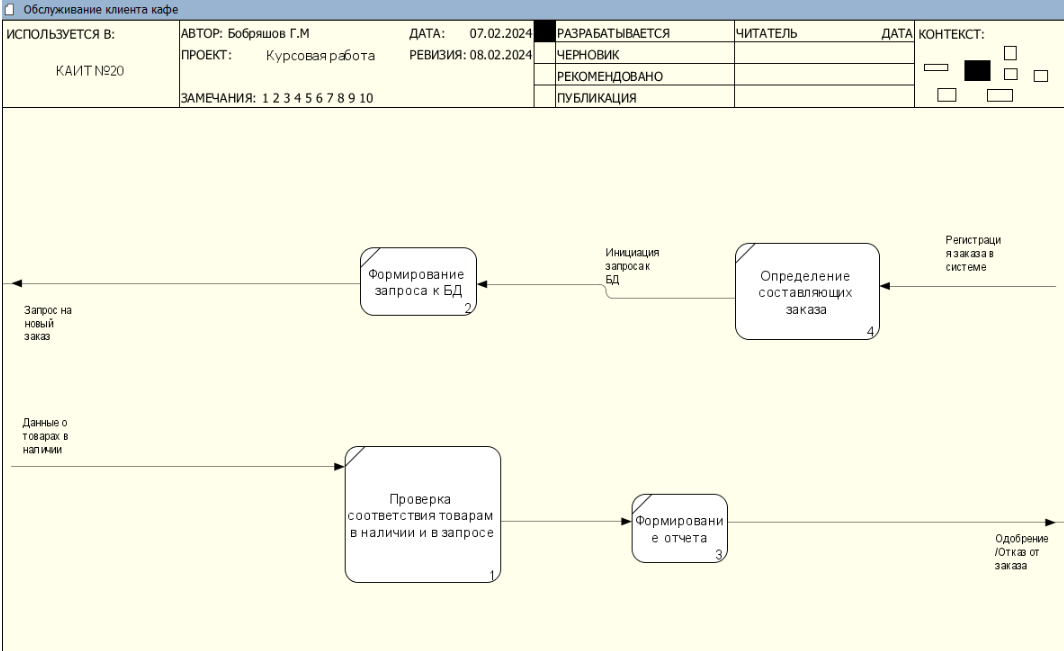 Обслуживание клиента кафе
ИСПОЛЬЗУЕТСЯ В:
КАИТ №20
АВТОР: Бобряшов Г.М
ДАТА: 07.02.2024
ПРОЕКТ: Курсовая работа
РЕВИЗИЯ: 08.02.2024
ЗАМЕЧАНИЯ: 1 2 3 4 5 6 7 8 9 10
РАЗРАБАТЫВАЕТСЯ
ЧЕРНОВИК
РЕКОМЕНДОВАНО
ПУБЛИКАЦИЯ
ЧИТАТЕЛЬ
ДАТА
КОНТЕКСТ:
Регистраци
я заказа в
системе
Инициация
запроса к
БД
Формирование
запроса к БД
2
Определение
составляющих
заказа
4
Запрос на
новый
заказ
Данные о
товарах в
наличии
Проверка
соответствия товарам
в наличии и в запросе
1
Формировани
е отчета
3
Одобрение
/Отказ от
заказа